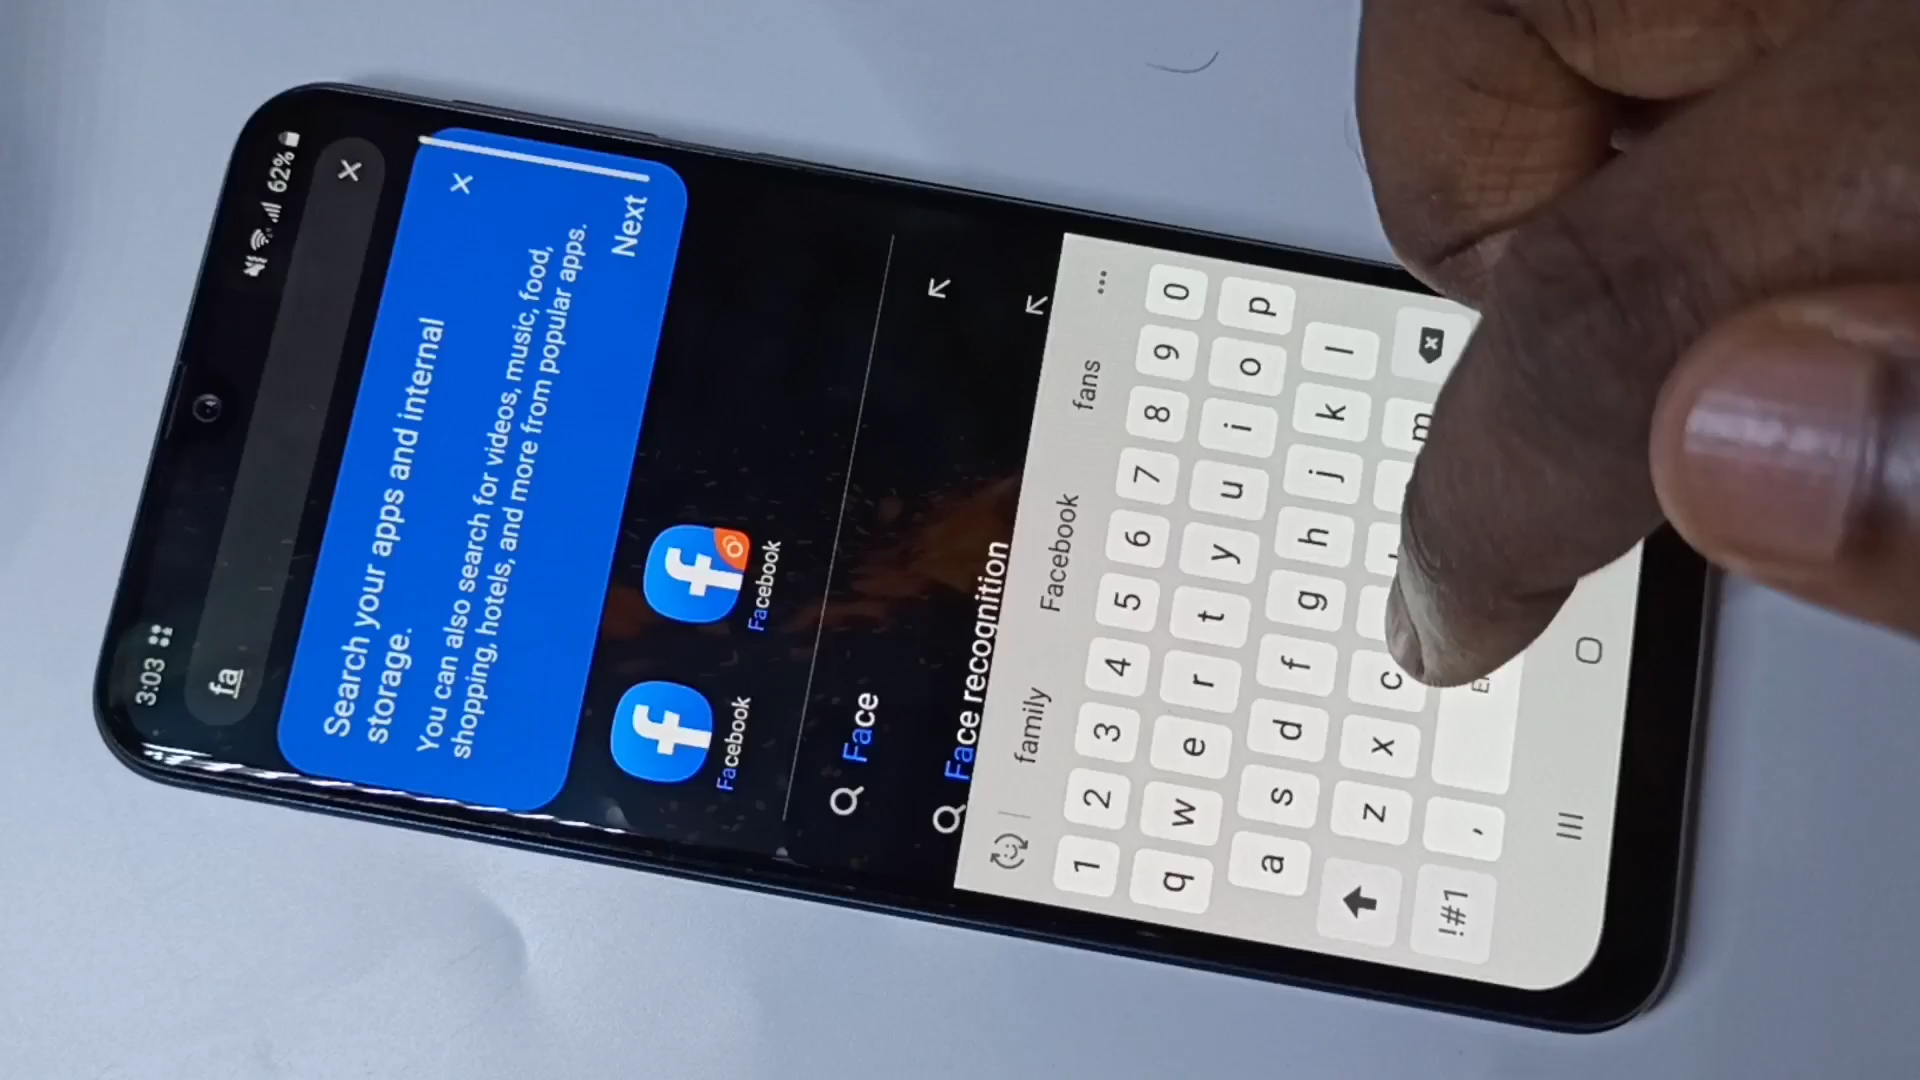 3:03
62%
fa
Search your apps and internal
storage.
You can also search for videos, music, food,
shopping, hotels, and more from popular apps.
Next
Facebook
Facebook
Face
Face recognition
family
Facebook
fans
1 2 3 4 5 6 7 8 9 0
q w e r t y u i o p
a s d f g h j k l
z x c m
!#1 ,